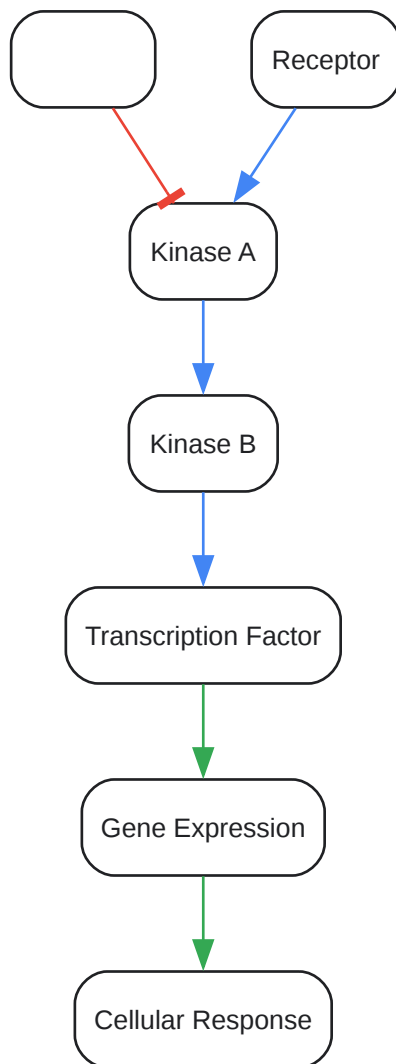 Receptor
Kinase A
Kinase B
Transcription Factor
Gene Expression
Cellular Response